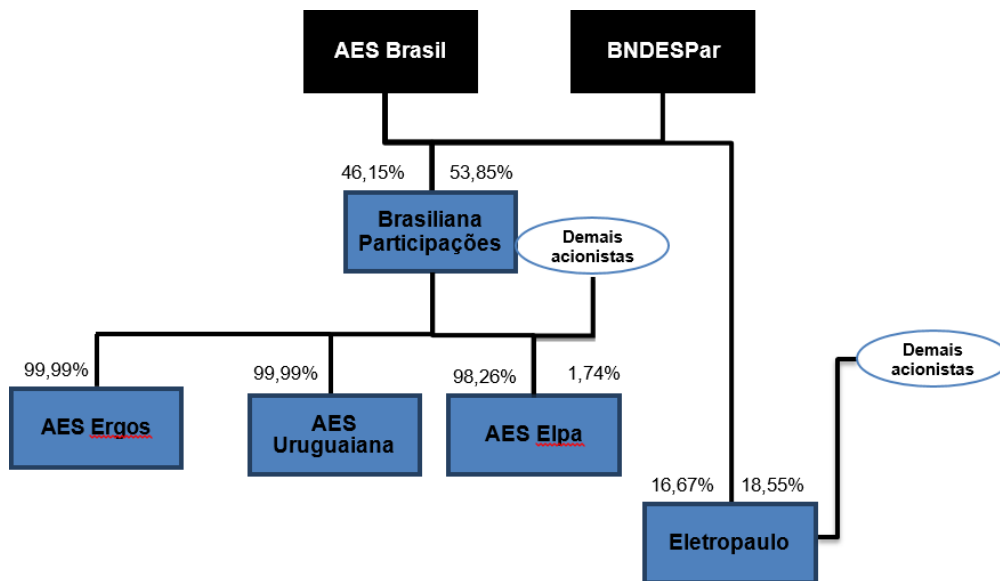 AES Brasil
BNDESPar
46,15%
53,85%
Brasiliana
Participações
Demais
acionistas
99,99%
99,99%
98,26%
1,74%
Demais
acionistas
AES Ergos
AES
Uruguaiana
AES Elpa
16,67%
18,55%
Eletropaulo